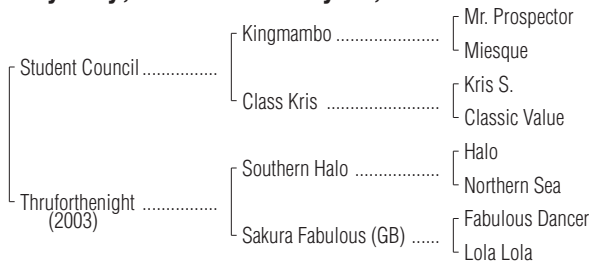 Student Council ................
Kingmambo ......................
Mr. Prospector
Miesque
Class Kris ........................
Kris S.
Classic Value
Thruforthenight ................
(2003)
Southern Halo ..................
Halo
Northern Sea
Sakura Fabulous (GB) ......
Fabulous Dancer
Lola Lola